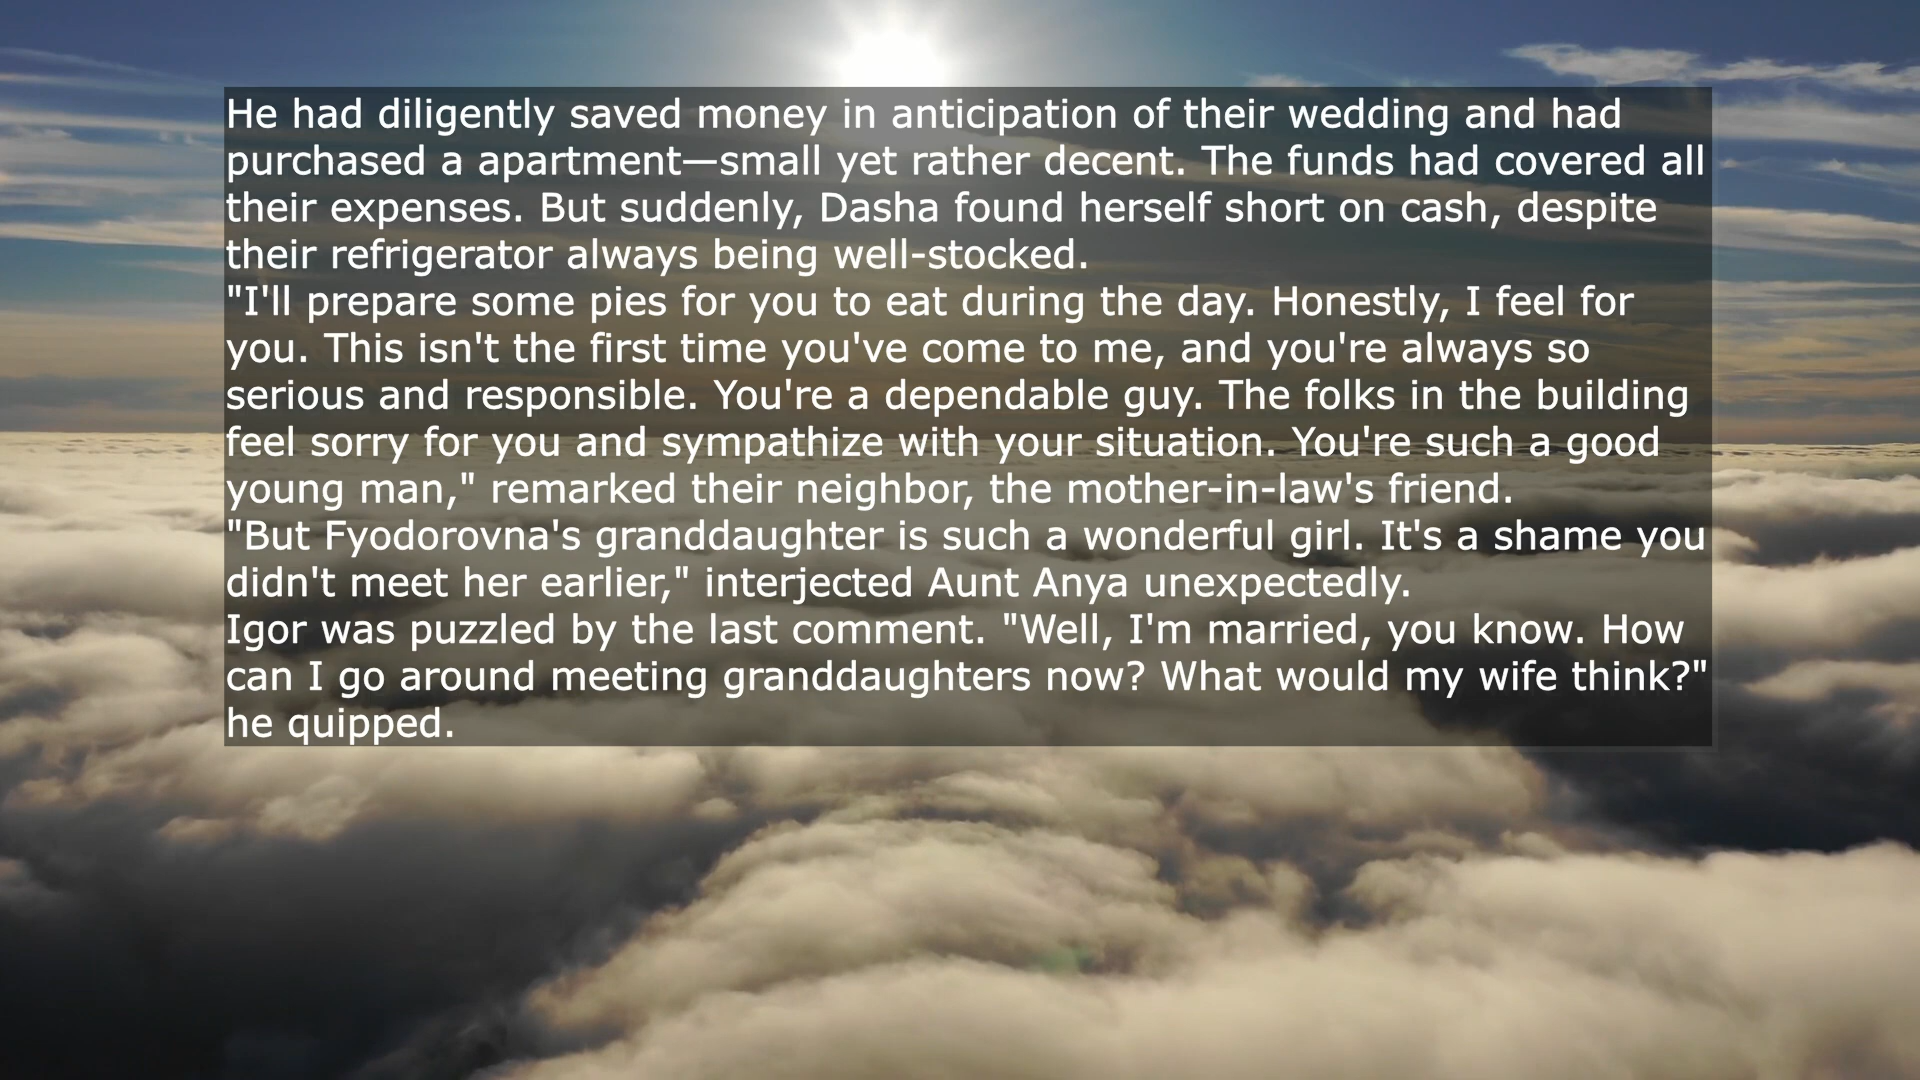 He had diligently saved money in anticipation of their wedding and had
purchased a apartment—small yet rather decent. The funds had covered all
their expenses. But suddenly, Dasha found herself short on cash, despite
their refrigerator always being well-stocked.
"I'll prepare some pies for you to eat during the day. Honestly, I feel for
you. This isn't the first time you've come to me, and you're always so
serious and responsible. You're a dependable guy. The folks in the building
feel sorry for you and sympathize with your situation. You're such a good
young man," remarked their neighbor, the mother-in-law's friend.
"But Fyodorovna's granddaughter is such a wonderful girl. It's a shame you
didn't meet her earlier," interjected Aunt Anya unexpectedly.
Igor was puzzled by the last comment. "Well, I'm married, you know. How
can I go around meeting granddaughters now? What would my wife think?"
he quipped.